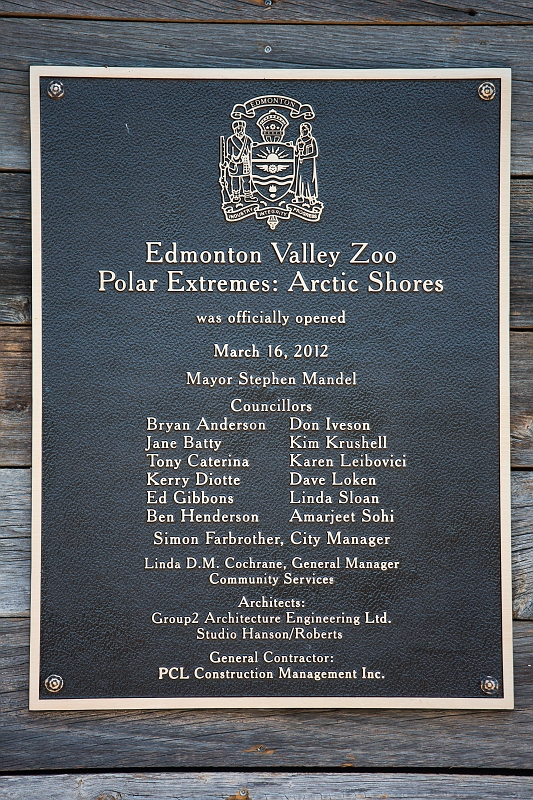 EDMONTON
INDUSTRY INTEGRITY PROGRESS
Edmonton Valley Zoo
Polar Extremes: Arctic Shores
was officially opened
March 16, 2012
Mayor Stephen Mandel
Councillors
Bryan Anderson Don Iveson
Jane Batty Kim Krushell
Tony Caterina Karen Leibovici
Kerry Diotte Dave Loken
Ed Gibbons Linda Sloan
Ben Henderson Amarjeet Sohi
Simon Farbrother, City Manager
Linda D.M. Cochrane, General Manager
Community Services
Architects:
Group2 Architecture Engineering Ltd.
Studio Hanson/Roberts
General Contractor:
PCL Construction Management Inc.